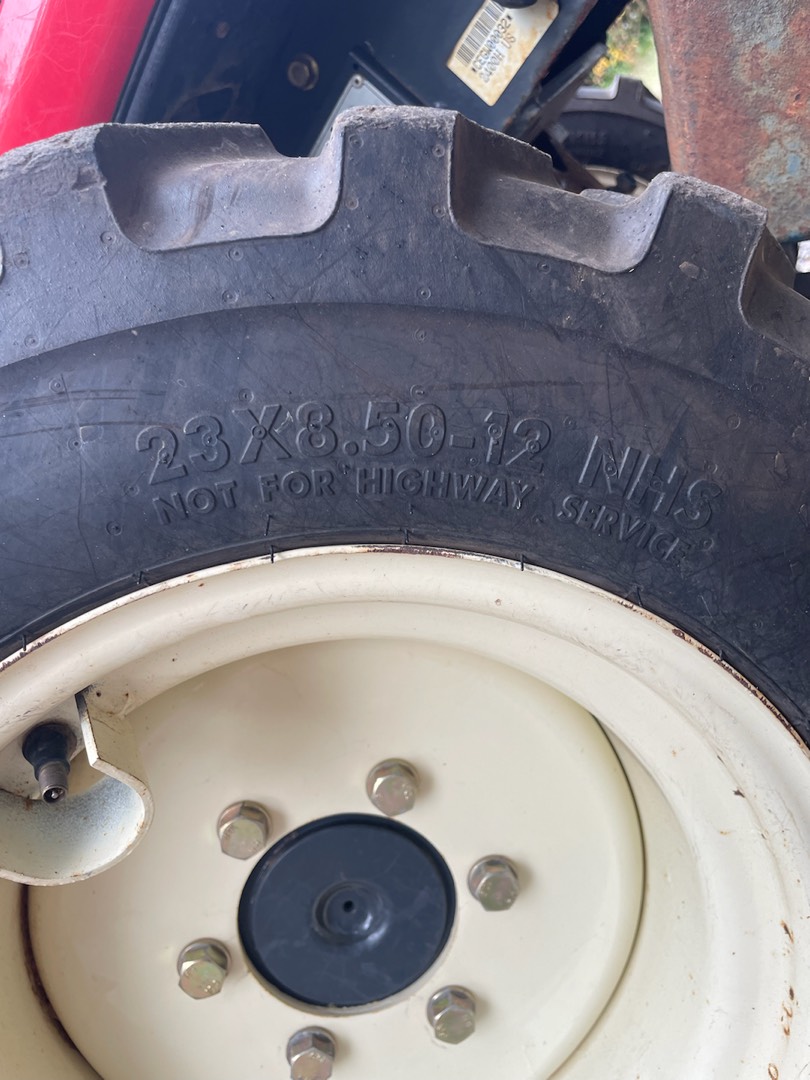 23X8.50-12 NHS
NOT FOR HIGHWAY SERVICE